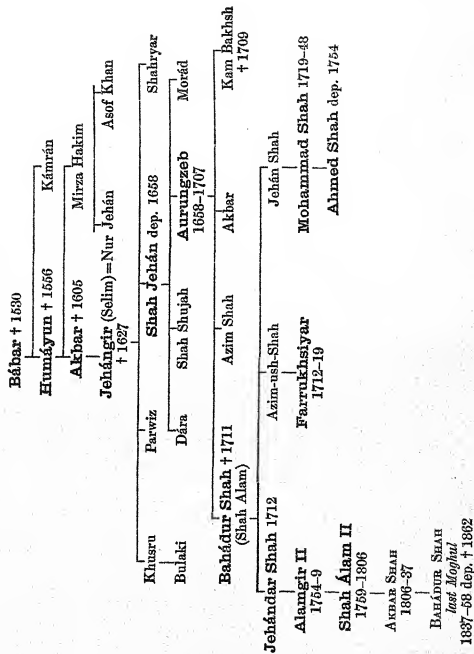 Bábar † 1530
Humáyun † 1556 Kámrán
Akbar † 1605 Mirza Hakim
Jehángir (Selim)=Nur Jehán Asof Khan
† 1627
Khusru Parwiz Shah Jehán dep. 1658 Shahryar
Bulaki Dára Shah Shujah Aurungzeb Morád
1658–1707
Bahádur Shah † 1711 Azim Shah Akbar Kam Bakhsh
(Shah Alam) † 1709
Jehándar Shah 1712 Azim-ush-Shah Jehán Shah
Alamgir II Farrukhsiyar Mohammad Shah 1719–48
1754–9 1712–19
Shah Álam II Ahmed Shah dep. 1754
1759–1806
Akbar Shah
1806–37
Bahádur Shah
last Moghul
1837–58 dep. † 1862